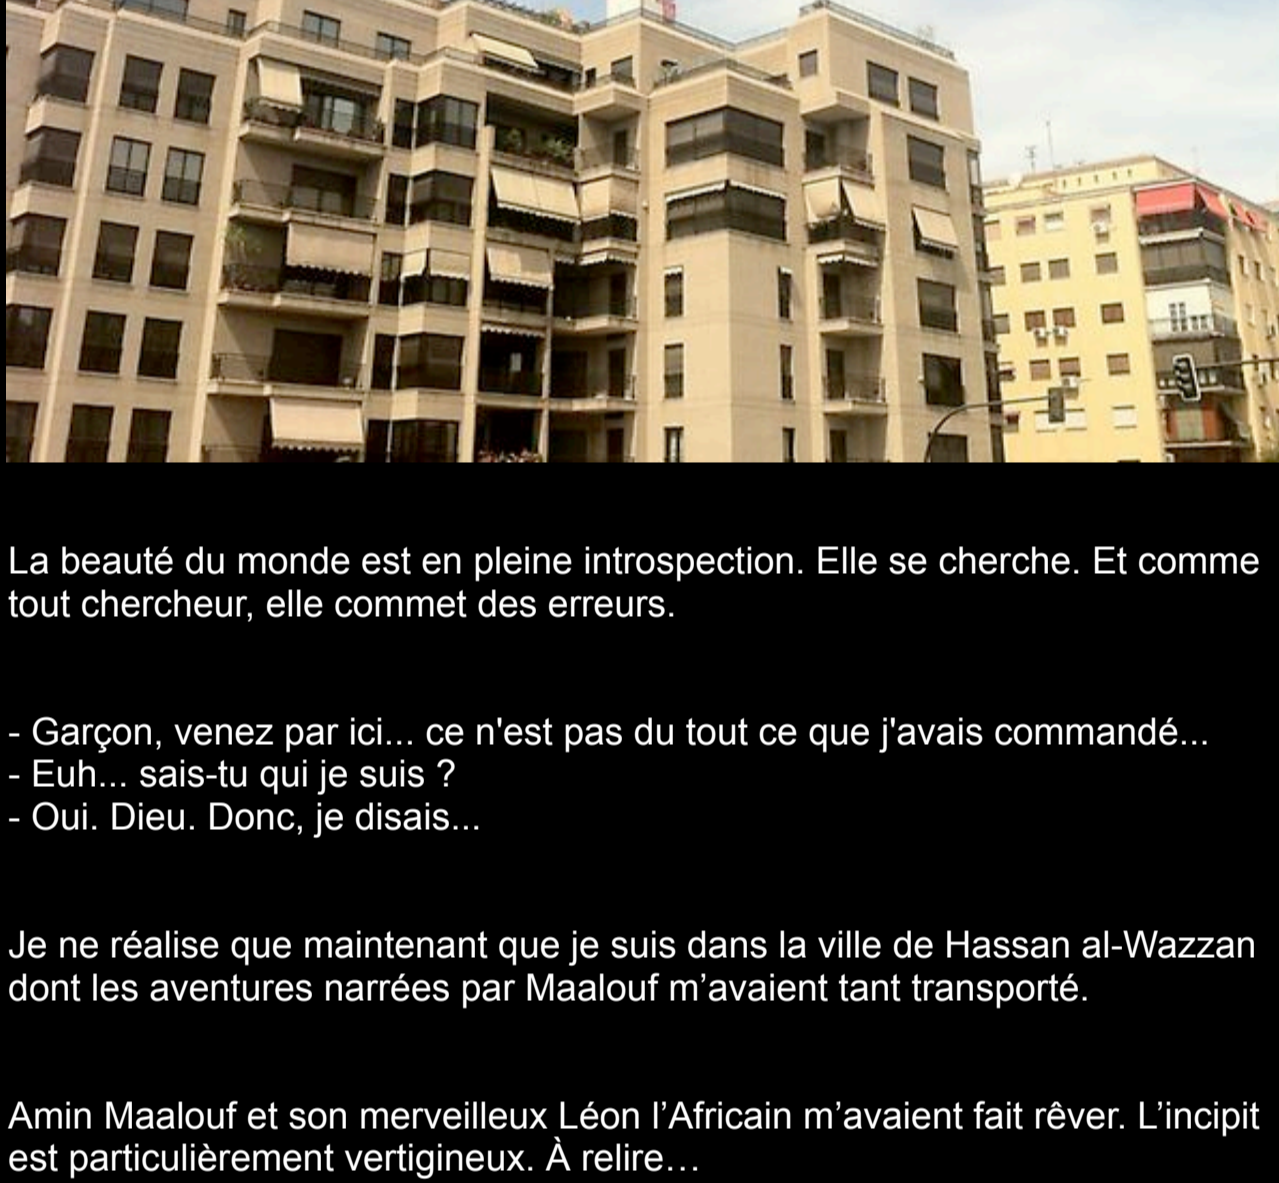 La beauté du monde est en pleine introspection. Elle se cherche. Et comme
tout chercheur, elle commet des erreurs.
- Garçon, venez par ici... ce n'est pas du tout ce que j'avais commandé...
- Euh... sais-tu qui je suis ?
- Oui. Dieu. Donc, je disais...
Je ne réalise que maintenant que je suis dans la ville de Hassan al-Wazzan
dont les aventures narrées par Maalouf m’avaient tant transporté.
Amin Maalouf et son merveilleux Léon l’Africain m’avaient fait rêver. L’incipit
est particulièrement vertigineux. À relire…